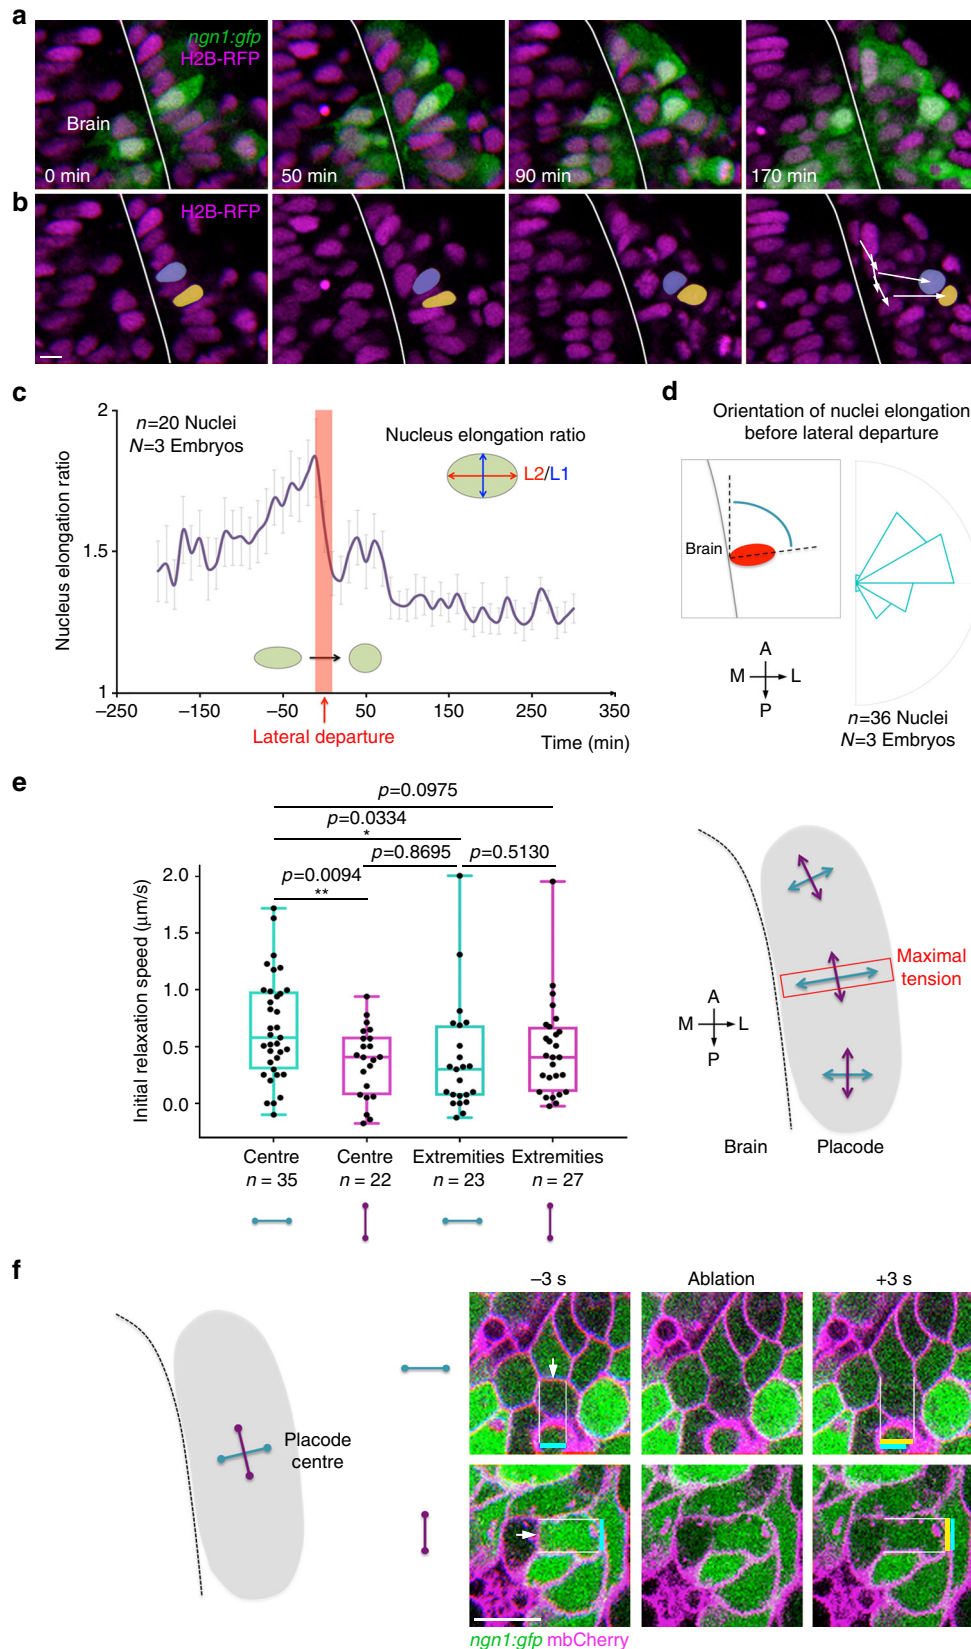 a
ngn1:gfp
H2B-RFP
Brain
0 min
50 min
90 min
170 min
b
H2B-RFP
c
n=20 Nuclei
N=3 Embryos
Nucleus elongation ratio
L2/L1
Nucleus elongation ratio
2
1.5
1
−250
−150
−50
50
150
250
350
Lateral departure
Time (min)
d
Orientation of nuclei elongation
before lateral departure
Brain
A
M
L
P
n=36 Nuclei
N=3 Embryos
e
p=0.0975
p=0.0334
*
p=0.8695
p=0.5130
p=0.0094
**
Initial relaxation speed (μm/s)
2.0
1.5
1.0
0.5
0.0
Centre
n = 35
Centre
n = 22
Extremities
n = 23
Extremities
n = 27
Maximal
tension
A
M
L
P
Brain
Placode
f
Placode
centre
−3 s
Ablation
+3 s
ngn1:gfp mbCherry